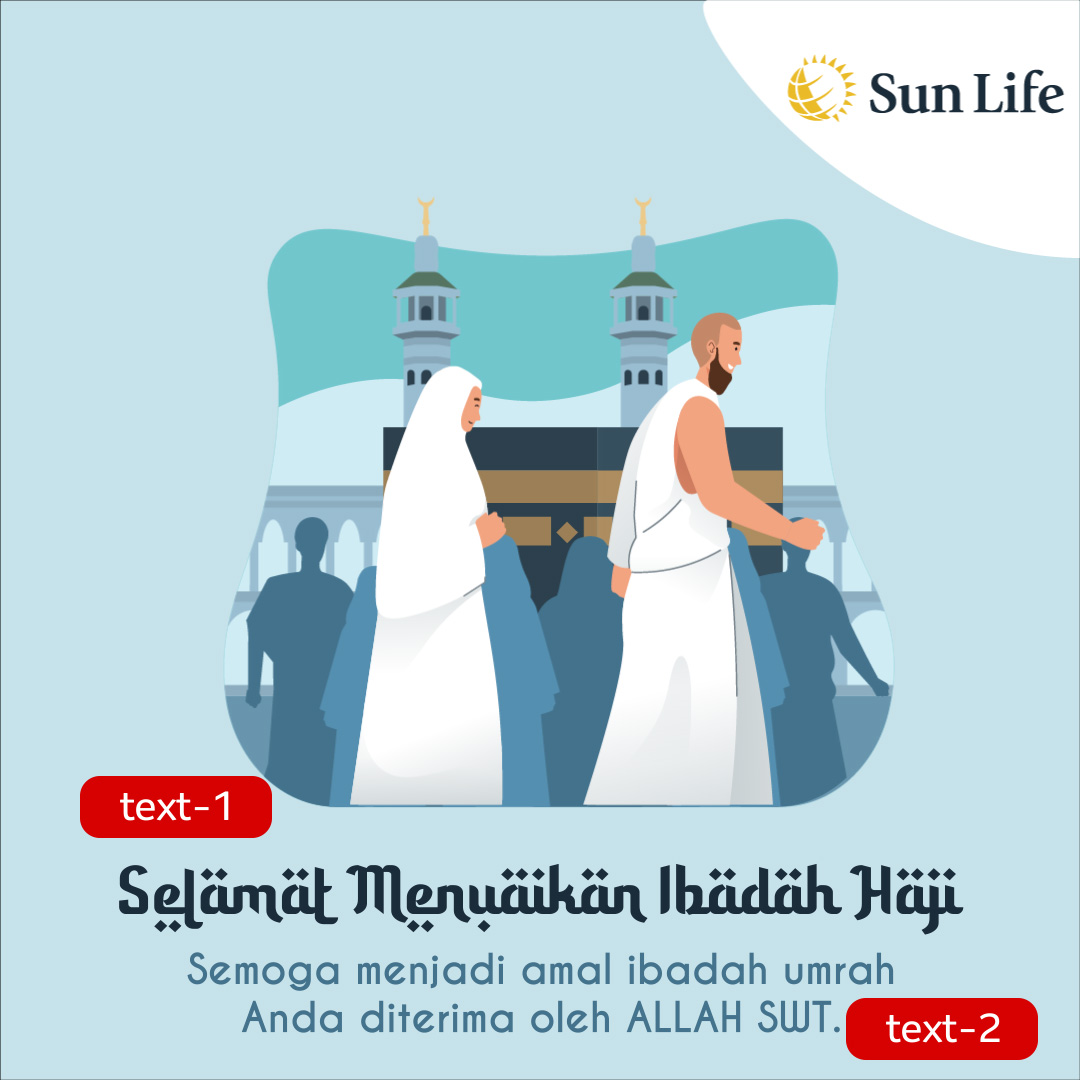 Sun Life
text-1
Selamat Menyaikan Ibadah Haji
Semoga menjadi amal ibadah umrah
Anda diterima oleh ALLAH SWT.
text-2